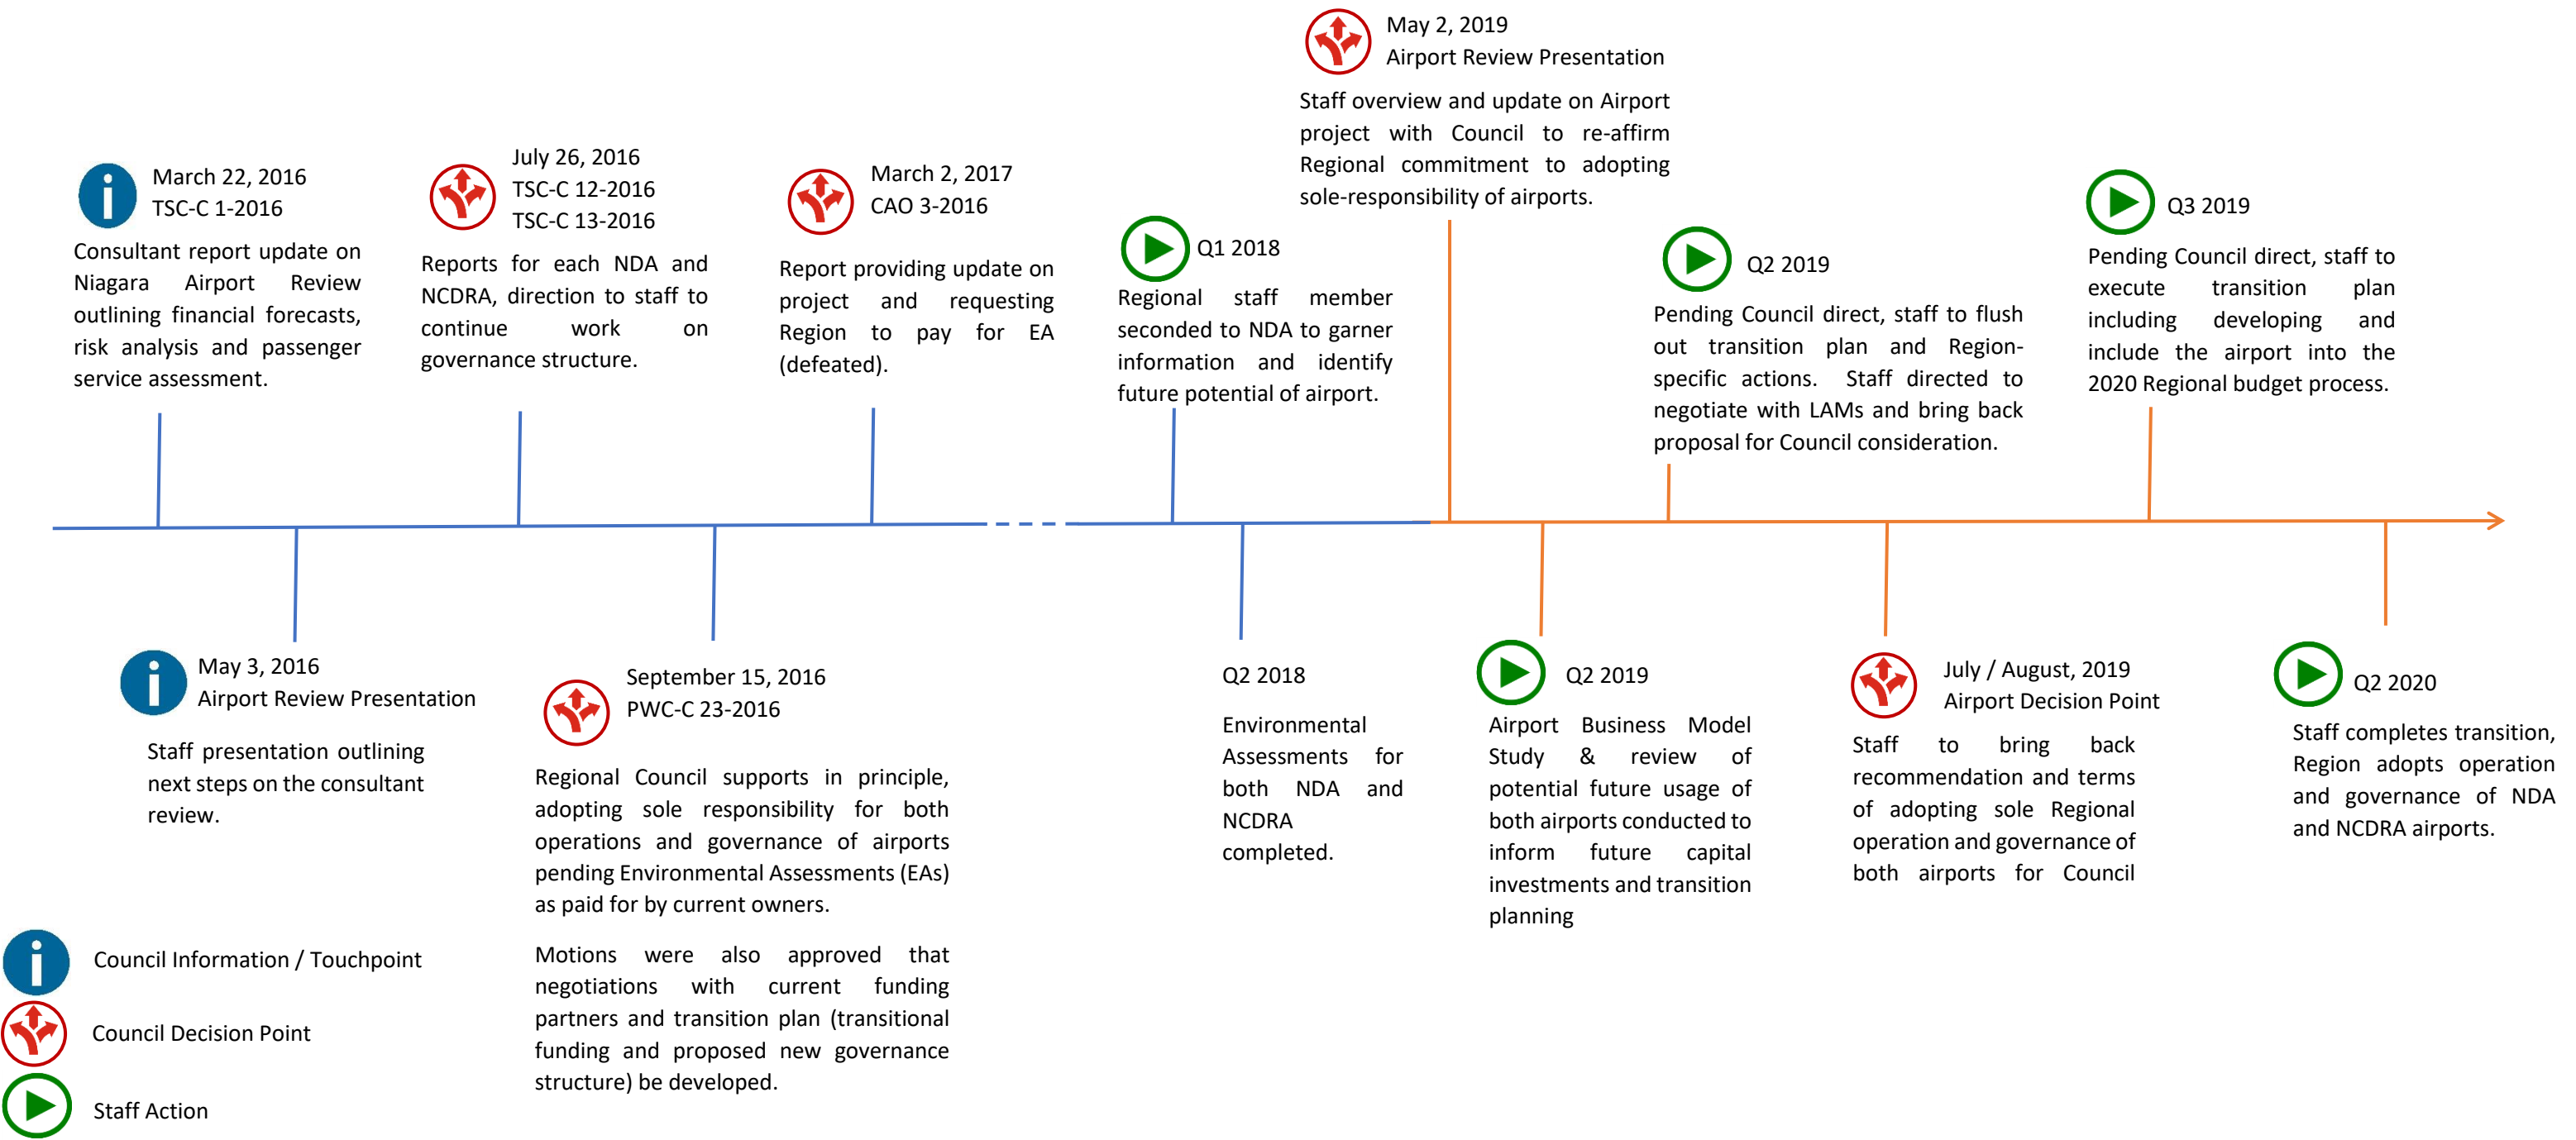 May 2, 2019
Airport Review Presentation
Staff overview and update on Airport
project with Council to re-affirm
Regional commitment to adopting
sole-responsibility of airports.
March 22, 2016
TSC-C 1-2016
Consultant report update on
Niagara Airport Review
outlining financial forecasts,
risk analysis and passenger
service assessment.
July 26, 2016
TSC-C 12-2016
TSC-C 13-2016
Reports for each NDA and
NCDRA, direction to staff to
continue work on
governance structure.
March 2, 2017
CAO 3-2016
Report providing update on
project and requesting
Region to pay for EA
(defeated).
Q1 2018
Regional staff member
seconded to NDA to garner
information and identify
future potential of airport.
Q2 2019
Pending Council direct, staff to flush
out transition plan and Region-
specific actions. Staff directed to
negotiate with LAMs and bring back
proposal for Council consideration.
Q3 2019
Pending Council direct, staff to
execute transition plan
including developing and
include the airport into the
2020 Regional budget process.
May 3, 2016
Airport Review Presentation
Staff presentation outlining
next steps on the consultant
review.
September 15, 2016
PWC-C 23-2016
Regional Council supports in principle,
adopting sole responsibility for both
operations and governance of airports
pending Environmental Assessments (EAs)
as paid for by current owners.
Motions were also approved that
negotiations with current funding
partners and transition plan (transitional
funding and proposed new governance
structure) be developed.
Q2 2018
Environmental
Assessments for
both NDA and
NCDRA
completed.
Q2 2019
Airport Business Model
Study & review of
potential future usage of
both airports conducted to
inform future capital
investments and transition
planning
July / August, 2019
Airport Decision Point
Staff to bring back
recommendation and terms
of adopting sole Regional
operation and governance of
both airports for Council
Q2 2020
Staff completes transition,
Region adopts operation
and governance of NDA
and NCDRA airports.
Council Information / Touchpoint
Council Decision Point
Staff Action